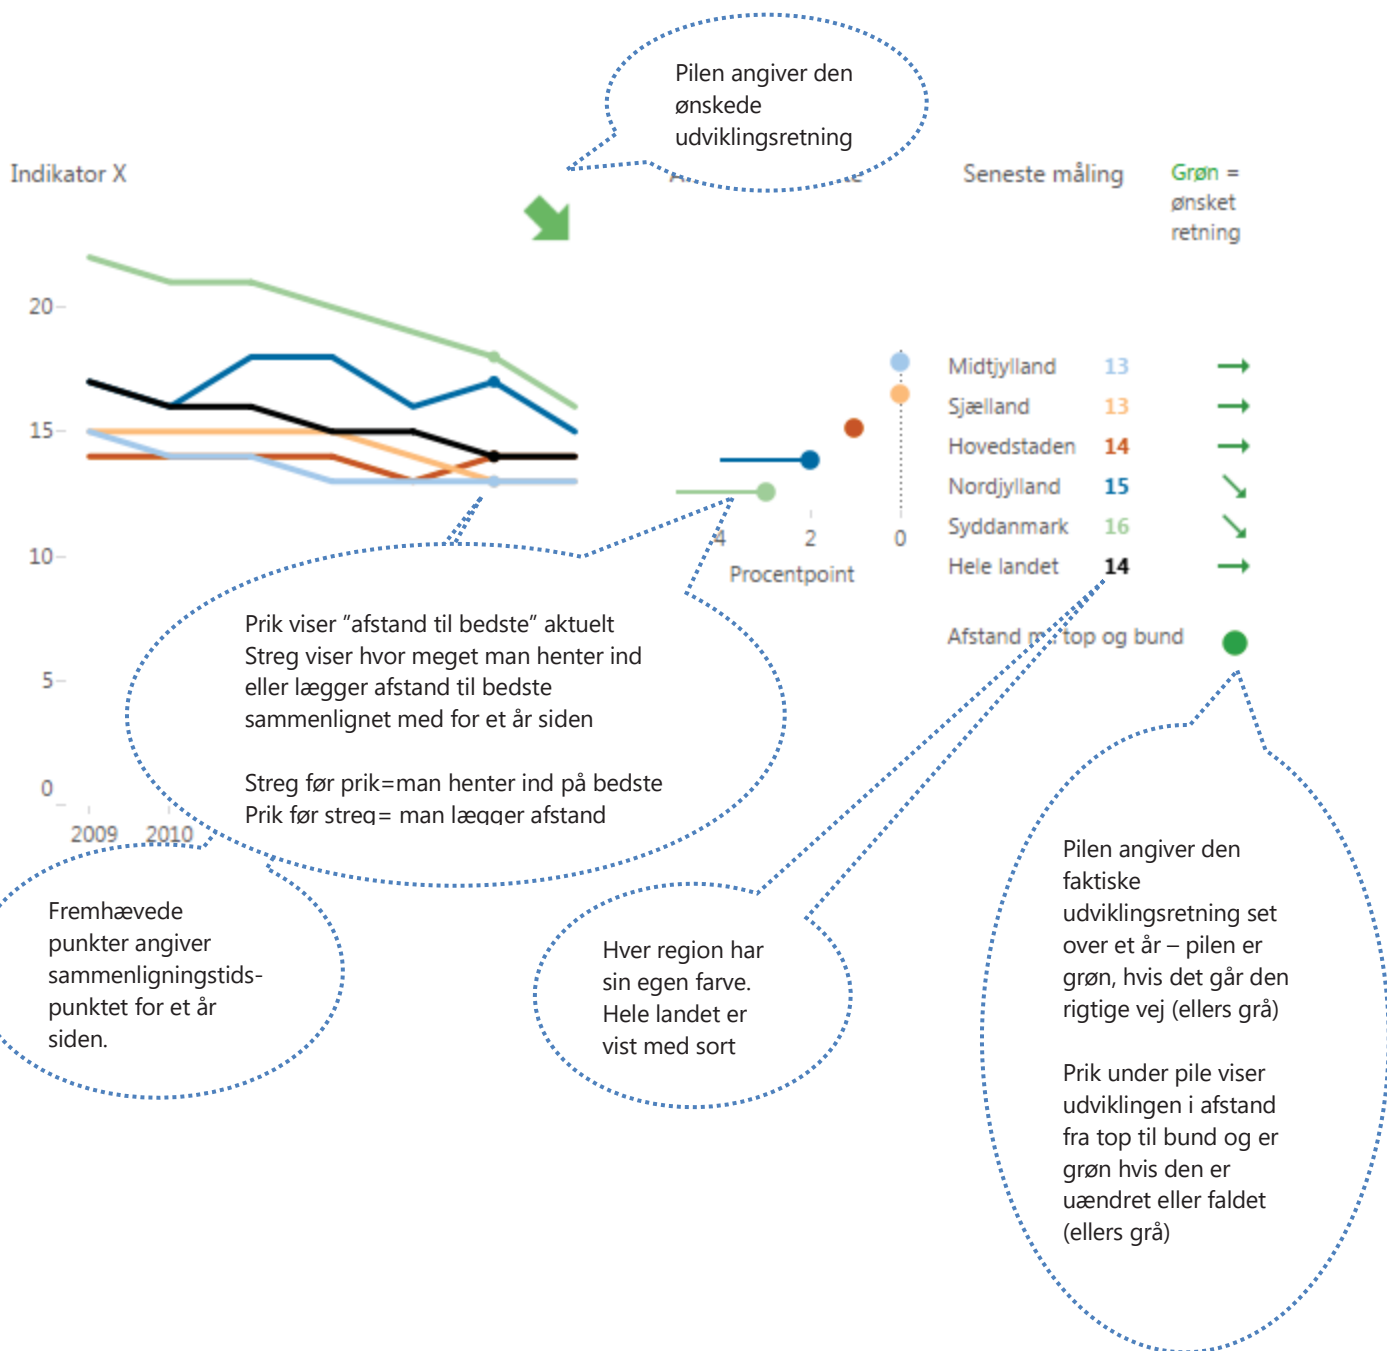 Pilen angiver den
ønskede
udviklingsretning
Indikator X
Seneste måling
Grøn =
ønsket
retning
20
15
10
5
0
2009 2010
Midtjylland 13
Sjælland 13
Hovedstaden 14
Nordjylland 15
Syddanmark 16
Hele landet 14
4 2 0
Procentpoint
Afstand top og bund
Prik viser ”afstand til bedste” aktuelt
Streg viser hvor meget man henter ind
eller lægger afstand til bedste
sammenlignet med for et år siden
Streg før prik=man henter ind på bedste
Prik før streg= man lægger afstand
Fremhævede
punkter angiver
sammenligningstids-
punktet for et år
siden.
Hver region har
sin egen farve.
Hele landet er
vist med sort
Pilen angiver den
faktiske
udviklingsretning set
over et år – pilen er
grøn, hvis det går den
rigtige vej (ellers grå)
Prik under pile viser
udviklingen i afstand
fra top til bund og er
grøn hvis den er
uændret eller faldet
(ellers grå)